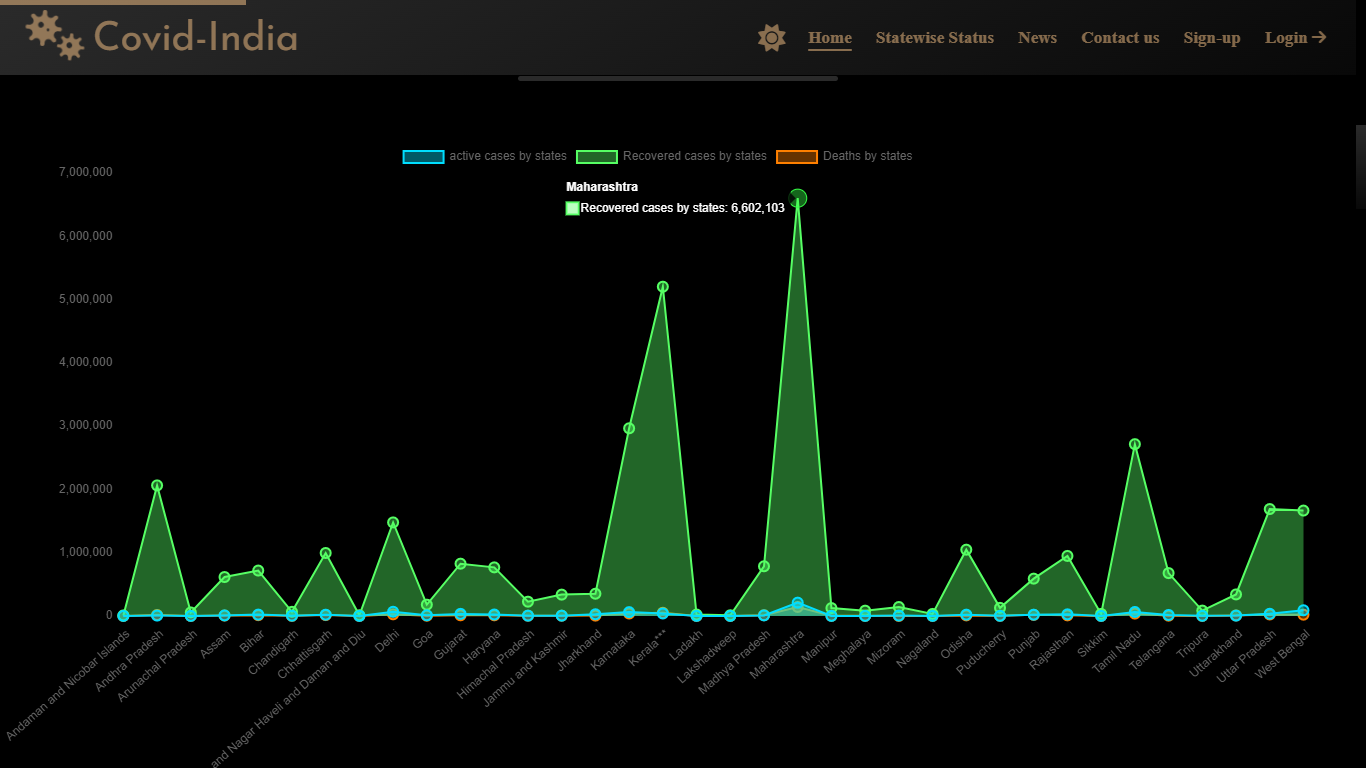 Covid-India
Home Statewise Status News Contact us Sign-up Login
active cases by states Recovered cases by states Deaths by states
7,000,000
Maharashtra
Recovered cases by states: 6,602,103
6,000,000
5,000,000
4,000,000
3,000,000
2,000,000
1,000,000
0
Andaman and Nicobar Islands
Andhra Pradesh
Arunachal Pradesh
Assam
Bihar
Chandigarh
Chhattisgarh
and Nagar Haveli and Daman and Diu
Delhi
Goa
Gujarat
Haryana
Himachal Pradesh
Jammu and Kashmir
Jharkhand
Karnataka
Kerala***
Ladakh
Lakshadweep
Madhya Pradesh
Maharashtra
Manipur
Meghalaya
Mizoram
Nagaland
Odisha
Puducherry
Punjab
Rajasthan
Sikkim
Tamil Nadu
Telangana
Tripura
Uttarakhand
Uttar Pradesh
West Bengal